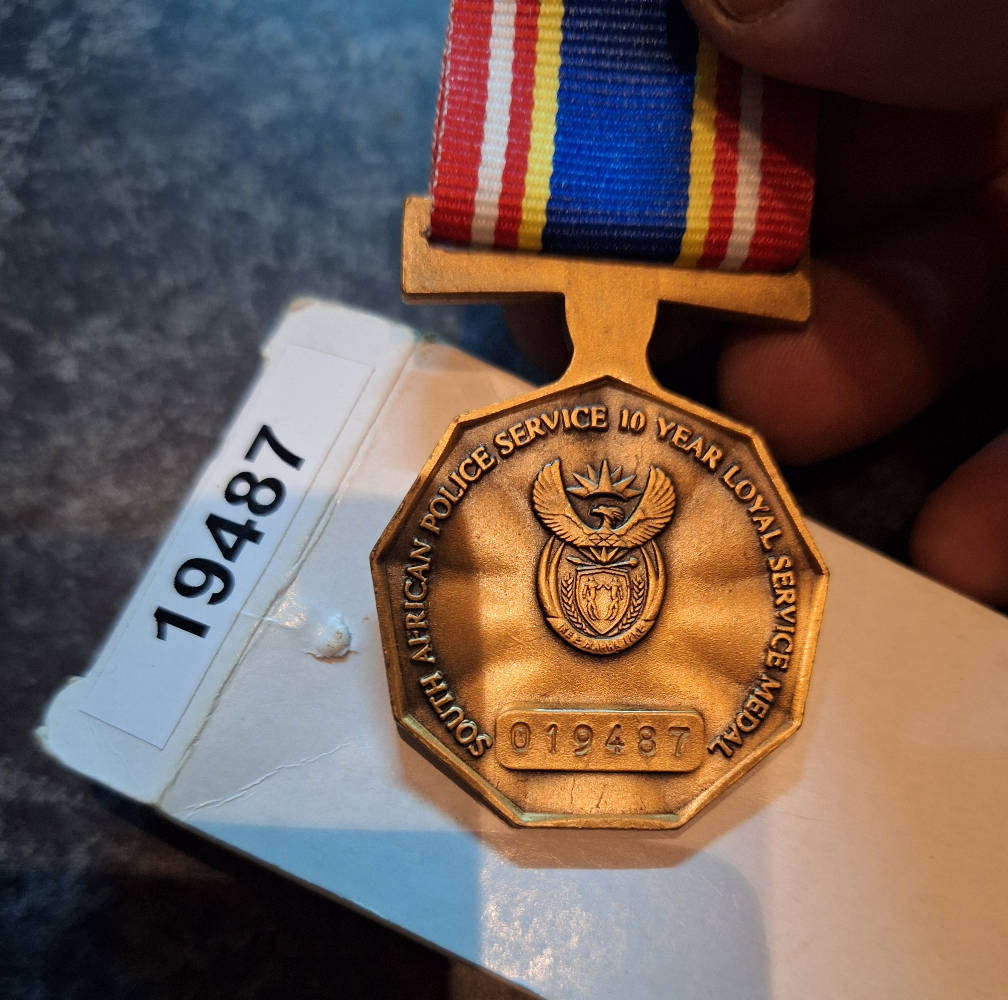 SOUTH AFRICAN POLICE SERVICE 10 YEAR LOYAL SERVICE MEDAL
019487
19487